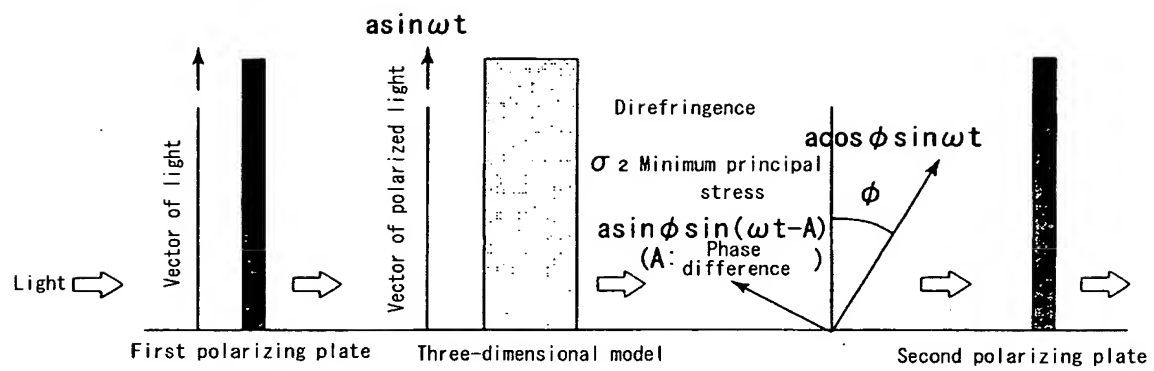 asinωt
Vector of light
Vector of polarized light
Direfringence
σ 2 Minimum principal
stress
asinφsin(ωt-A)
(A: Phase
difference )
acosφsinωt
φ
Light
First polarizing plate
Three-dimensional model
Second polarizing plate